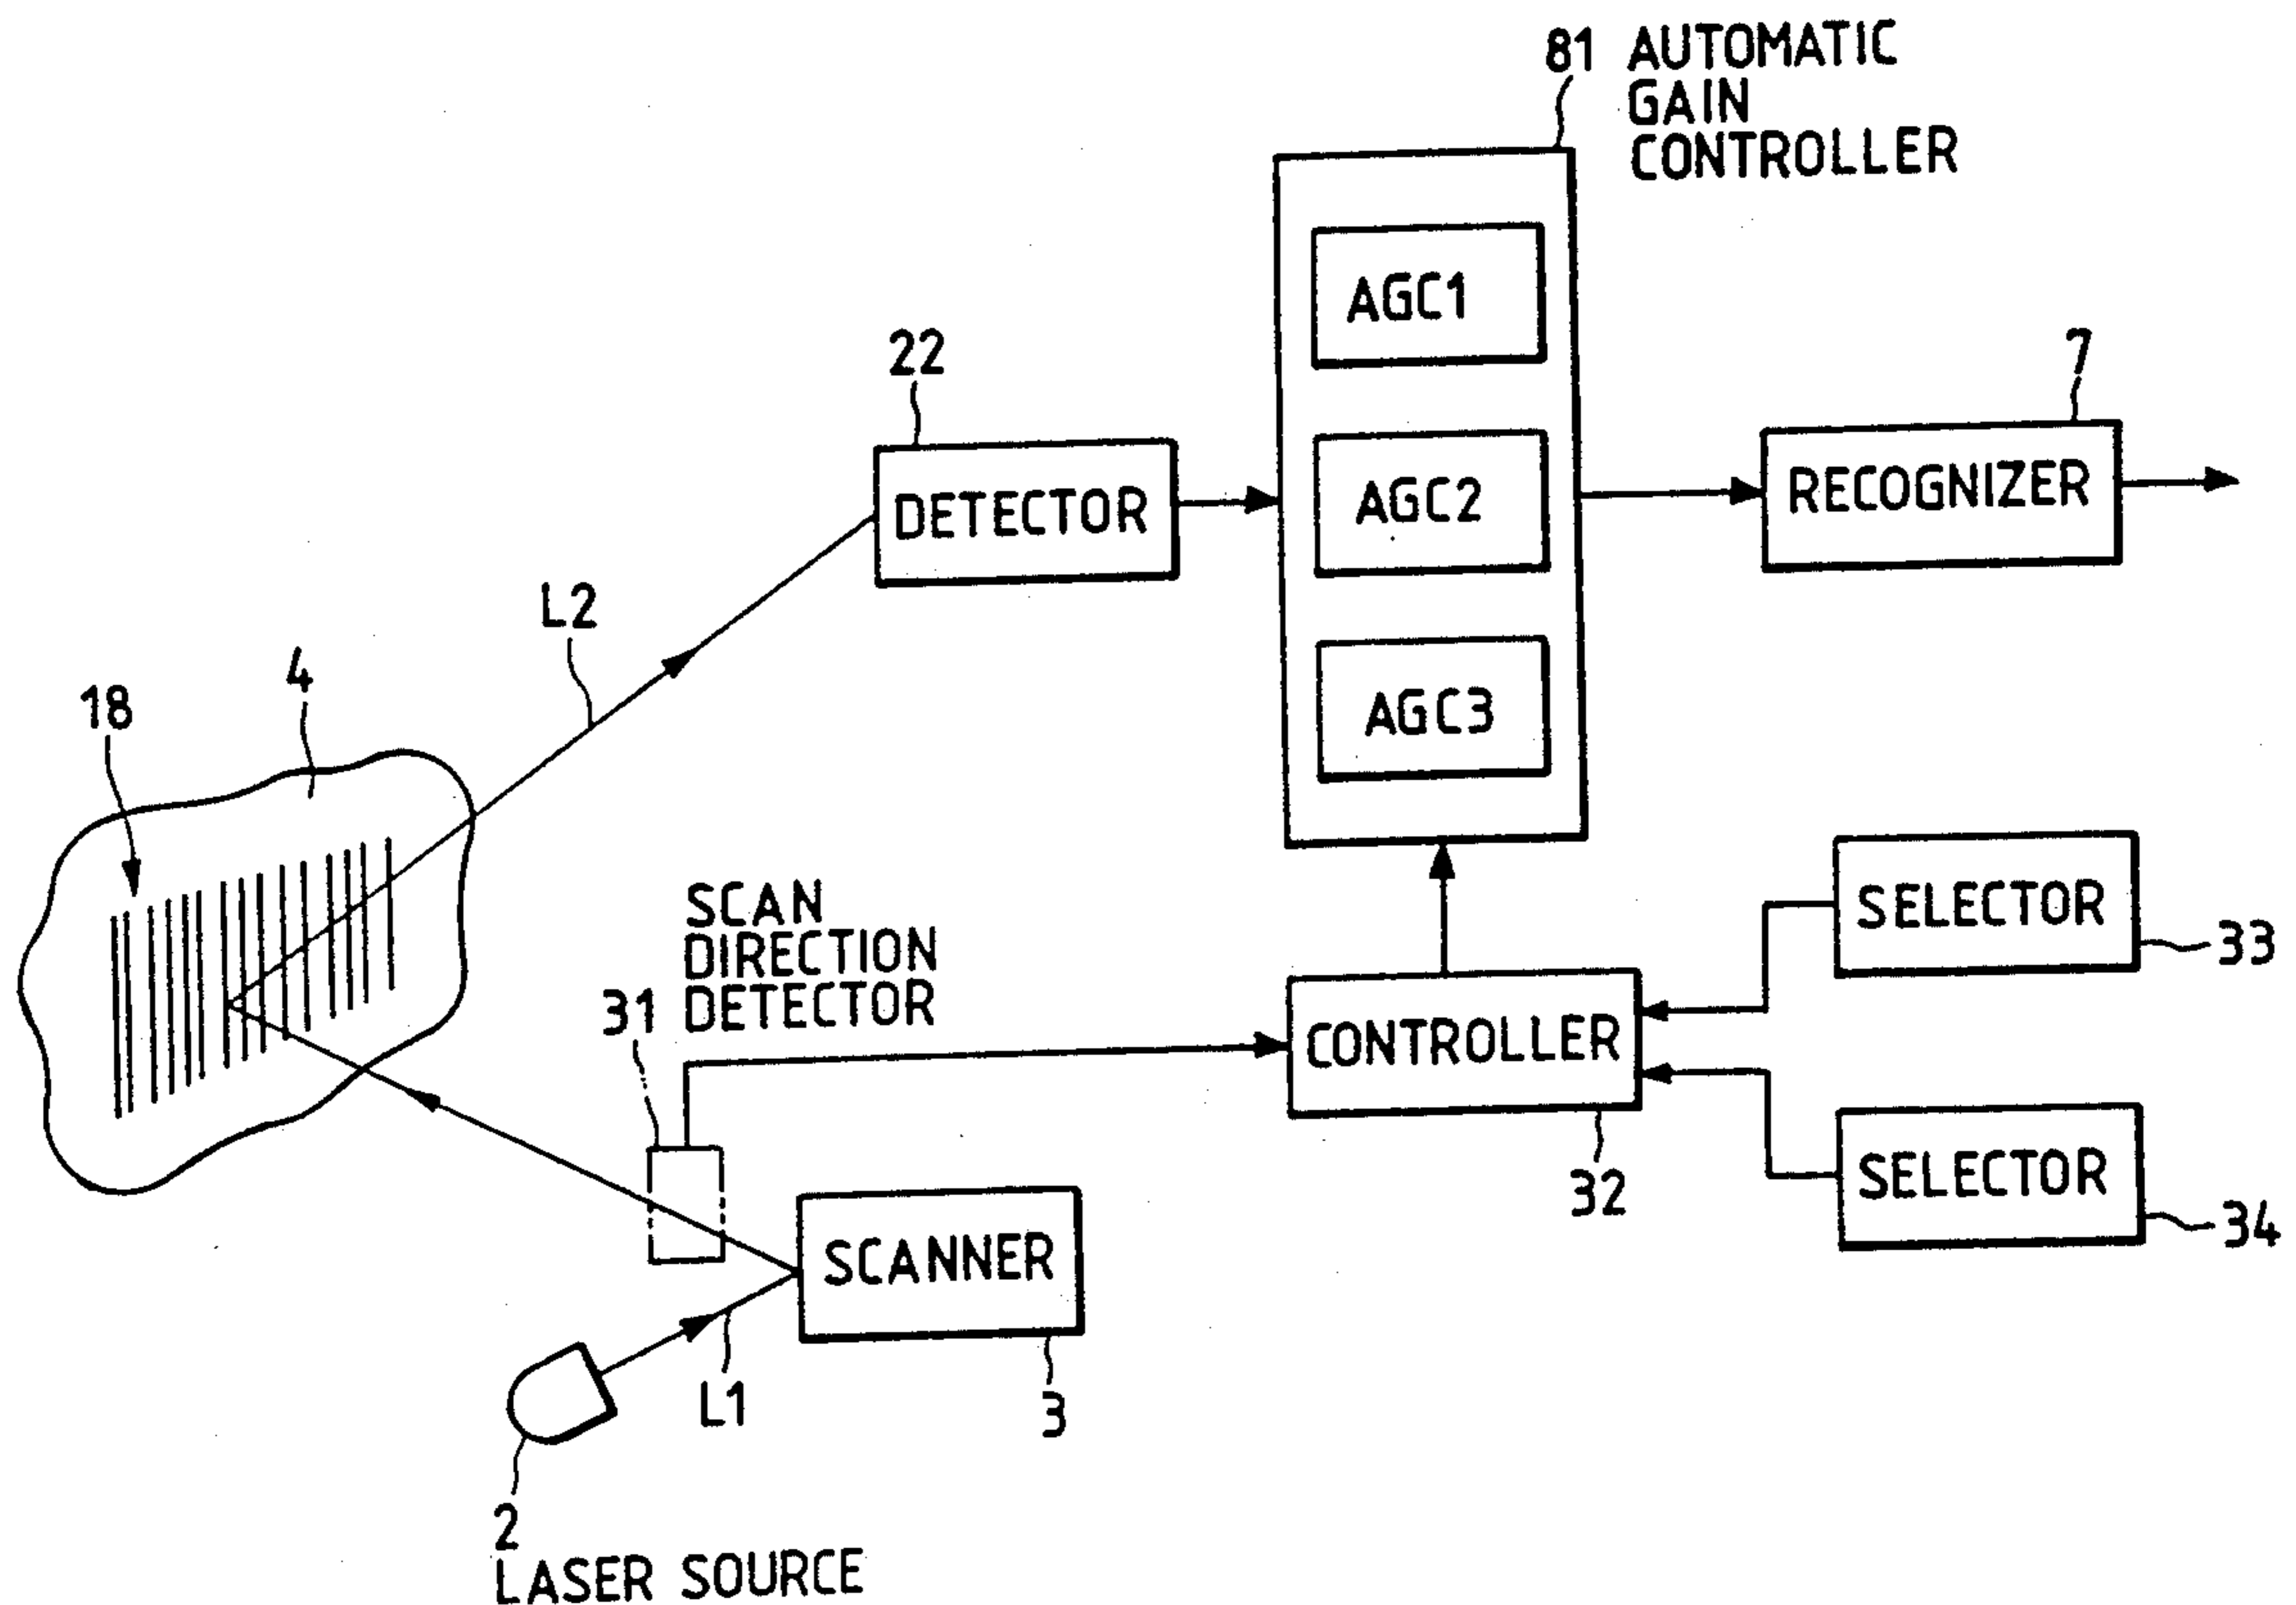 81 AUTOMATIC
GAIN
CONTROLLER
AGC1
22
7
DETECTOR
AGC2
RECOGNIZER
L2
4
18
AGC3
SCAN
DIRECTION
31 DETECTOR
SELECTOR
33
CONTROLLER
32
SELECTOR
34
SCANNER
L1
3
2
LASER SOURCE